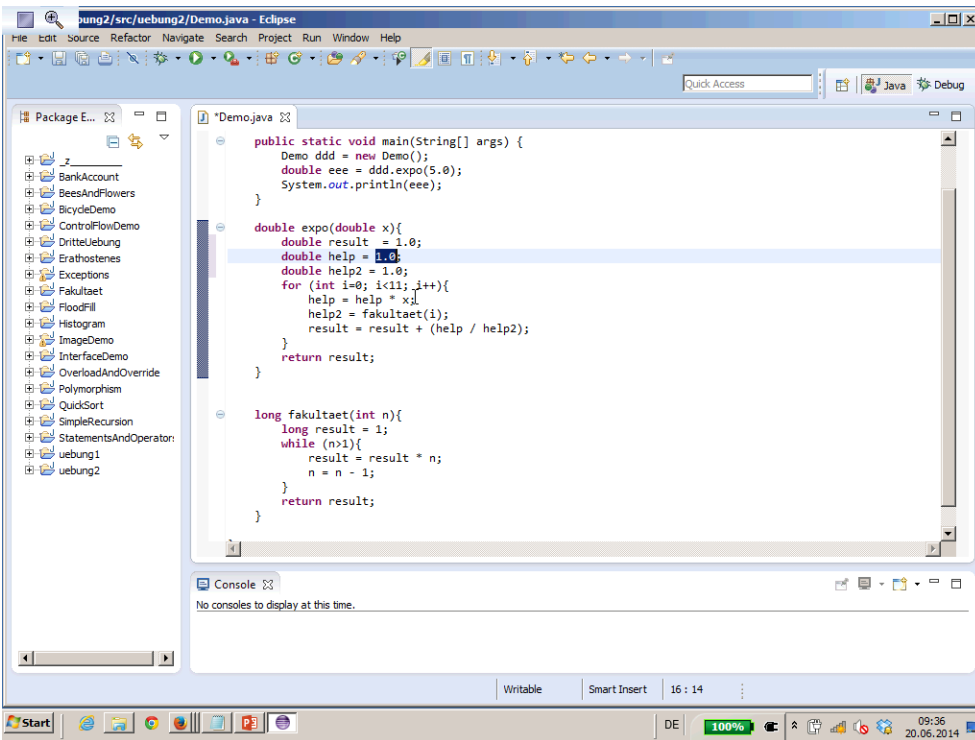 bung2/src/uebung2/Demo.java - Eclipse
File Edit Source Refactor Navigate Search Project Run Window Help
Quick Access
Java
Debug
Package E...
*Demo.java
_z_________
BankAccount
BeesAndFlowers
BicycleDemo
ControlFlowDemo
DritteUebung
Erathostenes
Exceptions
Fakultaet
FloodFill
Histogram
ImageDemo
InterfaceDemo
OverloadAndOverride
Polymorphism
QuickSort
SimpleRecursion
StatementsAndOperators
uebung1
uebung2
public static void main(String[] args) {
Demo ddd = new Demo();
double eee = ddd.expo(5.0);
System.out.println(eee);
}
double expo(double x){
double result  = 1.0;
double help = 1.0;
double help2 = 1.0;
for (int i=0; i<11; i++){
help = help * x;
help2 = fakultaet(i);
result = result + (help / help2);
}
return result;
}
long fakultaet(int n){
long result = 1;
while (n>1){
result = result * n;
n = n - 1;
}
return result;
}
Console
No consoles to display at this time.
Writable
Smart Insert
16 : 14
Start
DE
100%
09:36
20.06.2014